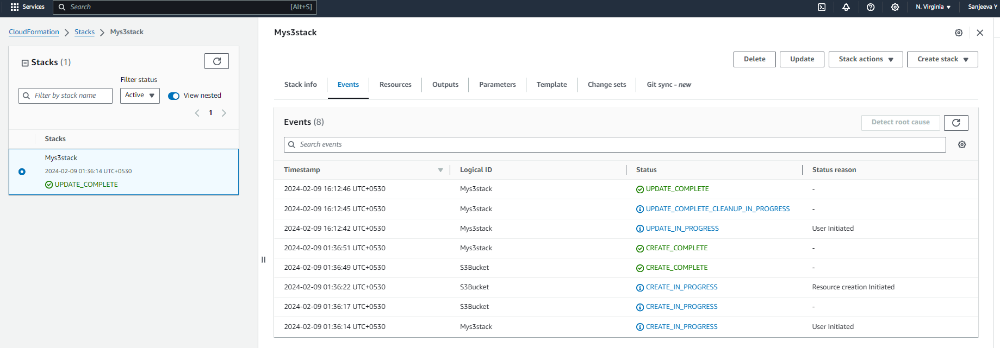 Services
Search [Alt+S]
N. Virginia
Sanjeeva Y
CloudFormation Stacks Mys3stack
Stacks (1)
Filter status
Filter by stack name
Active
View nested
1
Stacks
Mys3stack
2024-02-09 01:36:14 UTC+0530
UPDATE_COMPLETE
Mys3stack
Delete Update Stack actions Create stack
Stack info Events Resources Outputs Parameters Template Change sets Git sync - new
Events (8)
Detect root cause
Search events
Timestamp Logical ID Status Status reason
2024-02-09 16:12:46 UTC+0530 Mys3stack UPDATE_COMPLETE -
2024-02-09 16:12:45 UTC+0530 Mys3stack UPDATE_COMPLETE_CLEANUP_IN_PROGRESS -
2024-02-09 16:12:42 UTC+0530 Mys3stack UPDATE_IN_PROGRESS User Initiated
2024-02-09 01:36:51 UTC+0530 Mys3stack CREATE_COMPLETE -
2024-02-09 01:36:49 UTC+0530 S3Bucket CREATE_COMPLETE -
2024-02-09 01:36:22 UTC+0530 S3Bucket CREATE_IN_PROGRESS Resource creation Initiated
2024-02-09 01:36:17 UTC+0530 S3Bucket CREATE_IN_PROGRESS -
2024-02-09 01:36:14 UTC+0530 Mys3stack CREATE_IN_PROGRESS User Initiated